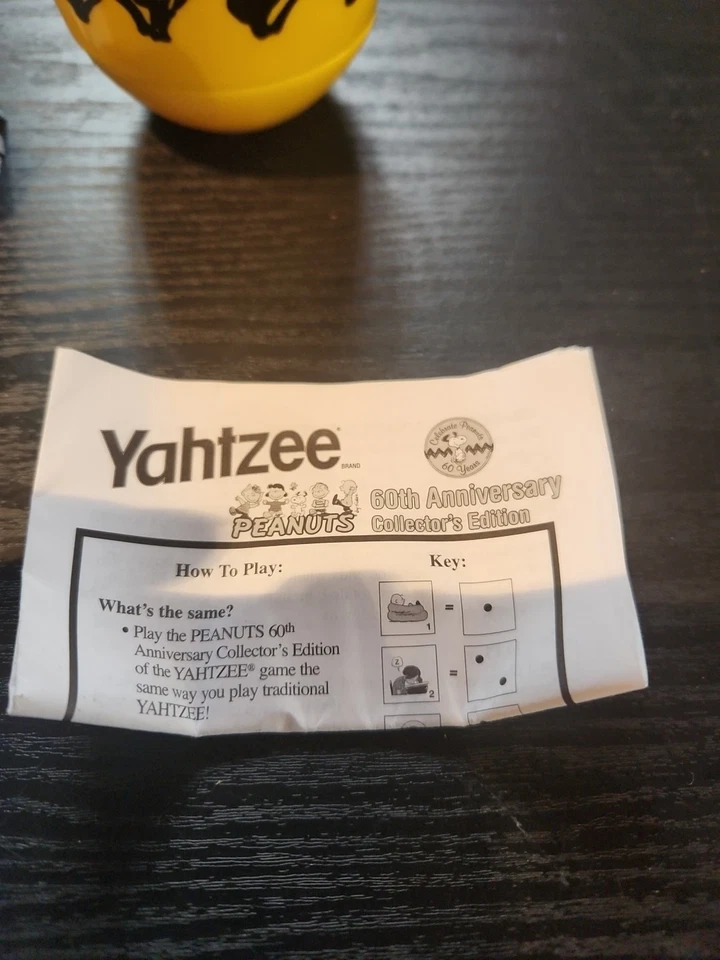 Yahtzee
BRAND
Celebrate Peanuts
60 Years
PEANUTS
60th Anniversary
Collector's Edition
How To Play:
What's the same?
• Play the PEANUTS 60th
Anniversary Collector's Edition
of the YAHTZEE® game the
same way you play traditional
YAHTZEE!
Key:
1
=
Z
2
=